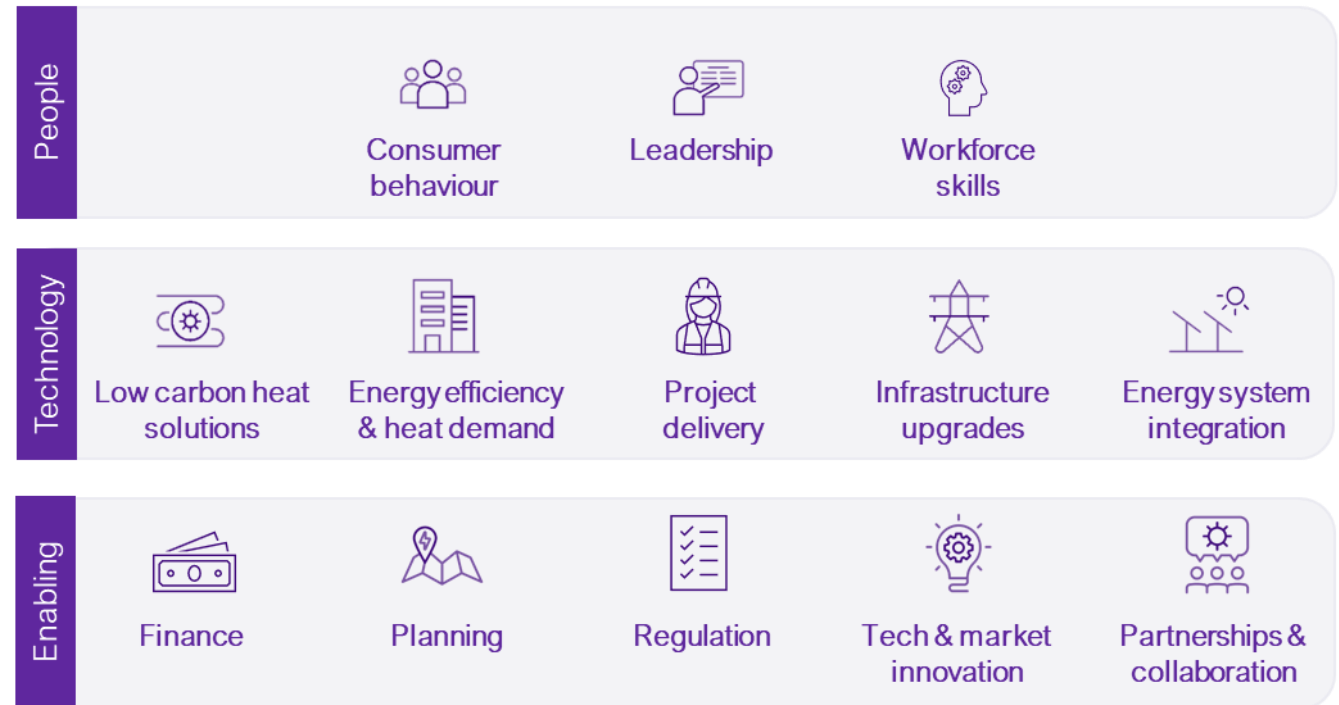 People
Consumer
behaviour
Leadership
Workforce
skills
Technology
Low carbon heat
solutions
Energy efficiency
& heat demand
Project
delivery
Infrastructure
upgrades
Energy system
integration
Enabling
Finance
Planning
Regulation
Tech & market
innovation
Partnerships &
collaboration